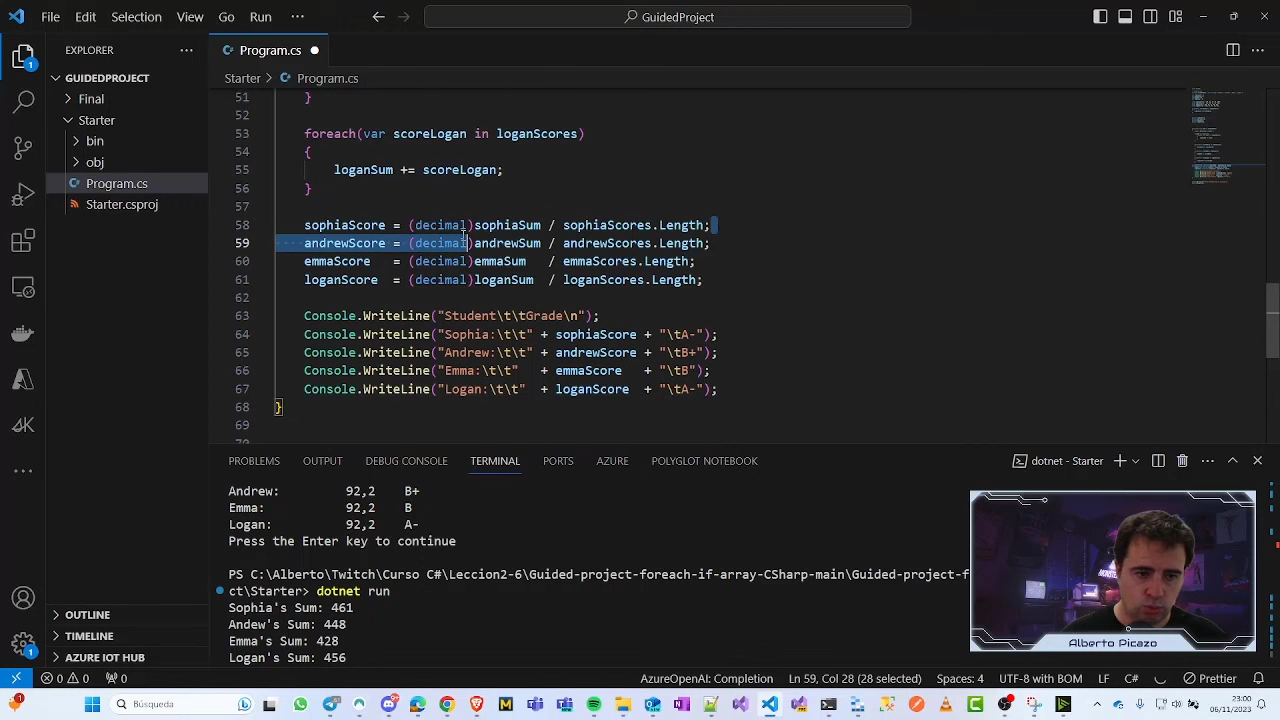 File Edit Selection View Go Run ···
GuidedProject
EXPLORER ···
GUIDEDPROJECT
Final
Starter
bin
obj
Program.cs
Starter.csproj
OUTLINE
TIMELINE
AZURE IOT HUB
Program.cs
Starter > Program.cs
51 }
52
53 foreach(var scoreLogan in loganScores)
54 {
55 loganSum += scoreLogan;
56 }
57
58 sophiaScore = (decimal)sophiaSum / sophiaScores.Length;
59 andrewScore = (decimal)andrewSum / andrewScores.Length;
60 emmaScore = (decimal)emmaSum / emmaScores.Length;
61 loganScore = (decimal)loganSum / loganScores.Length;
62
63 Console.WriteLine("Student\t\tGrade\n");
64 Console.WriteLine("Sophia:\t\t" + sophiaScore + "\tA-");
65 Console.WriteLine("Andrew:\t\t" + andrewScore + "\tB+");
66 Console.WriteLine("Emma:\t\t" + emmaScore + "\tB");
67 Console.WriteLine("Logan:\t\t" + loganScore + "\tA-");
68 }
69
70
PROBLEMS OUTPUT DEBUG CONSOLE TERMINAL PORTS AZURE POLYGLOT NOTEBOOK dotnet - Starter
Andrew: 92,2 B+
Emma: 92,2 B
Logan: 92,2 A-
Press the Enter key to continue
PS C:\Alberto\Twitch\Curso C#\Leccion2-6\Guided-project-foreach-if-array-CSharp-main\Guided-project-f
ct\Starter> dotnet run
Sophia's Sum: 461
Andew's Sum: 448
Emma's Sum: 428
Logan's Sum: 456
Alberto Picazo
0 0 0 AzureOpenAI: Completion Ln 59, Col 28 (28 selected) Spaces: 4 UTF-8 with BOM LF C# Prettier
Búsqueda
23:00
06/11/2023